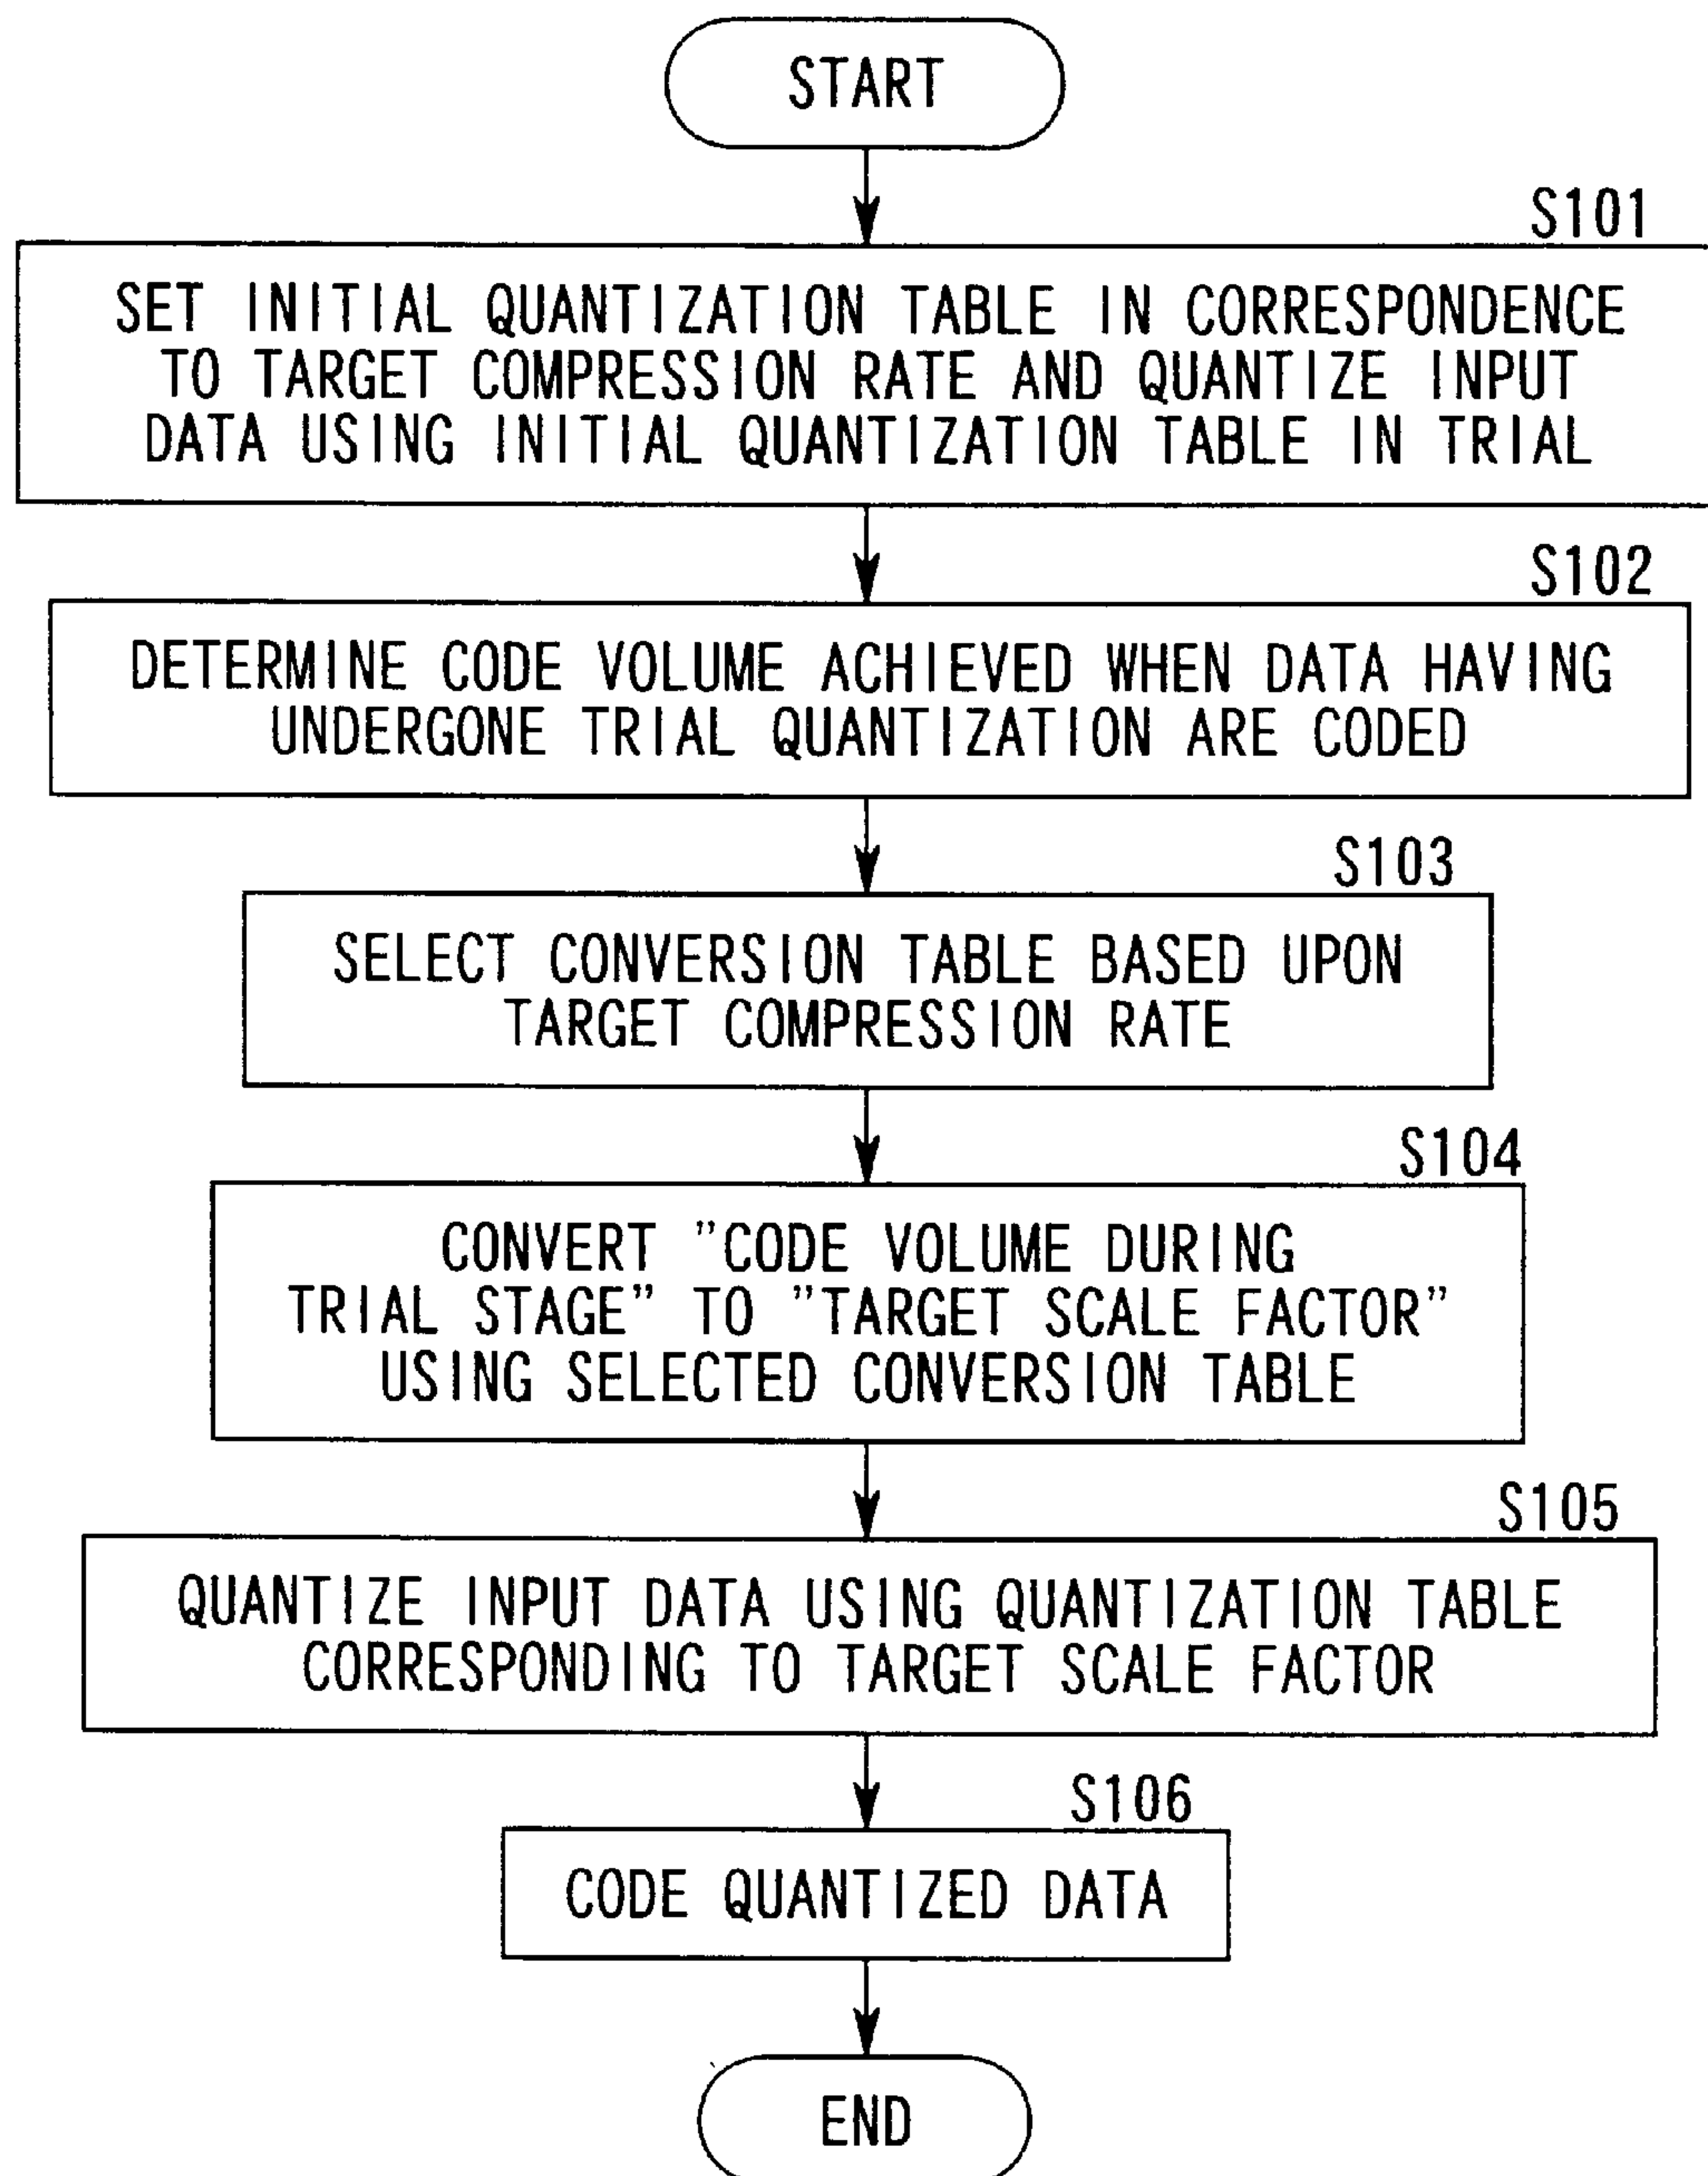 START
S101
SET INITIAL QUANTIZATION TABLE IN CORRESPONDENCE
TO TARGET COMPRESSION RATE AND QUANTIZE INPUT
DATA USING INITIAL QUANTIZATION TABLE IN TRIAL
S102
DETERMINE CODE VOLUME ACHIEVED WHEN DATA HAVING
UNDERGONE TRIAL QUANTIZATION ARE CODED
S103
SELECT CONVERSION TABLE BASED UPON
TARGET COMPRESSION RATE
S104
CONVERT "CODE VOLUME DURING
TRIAL STAGE" TO "TARGET SCALE FACTOR"
USING SELECTED CONVERSION TABLE
S105
QUANTIZE INPUT DATA USING QUANTIZATION TABLE
CORRESPONDING TO TARGET SCALE FACTOR
S106
CODE QUANTIZED DATA
END